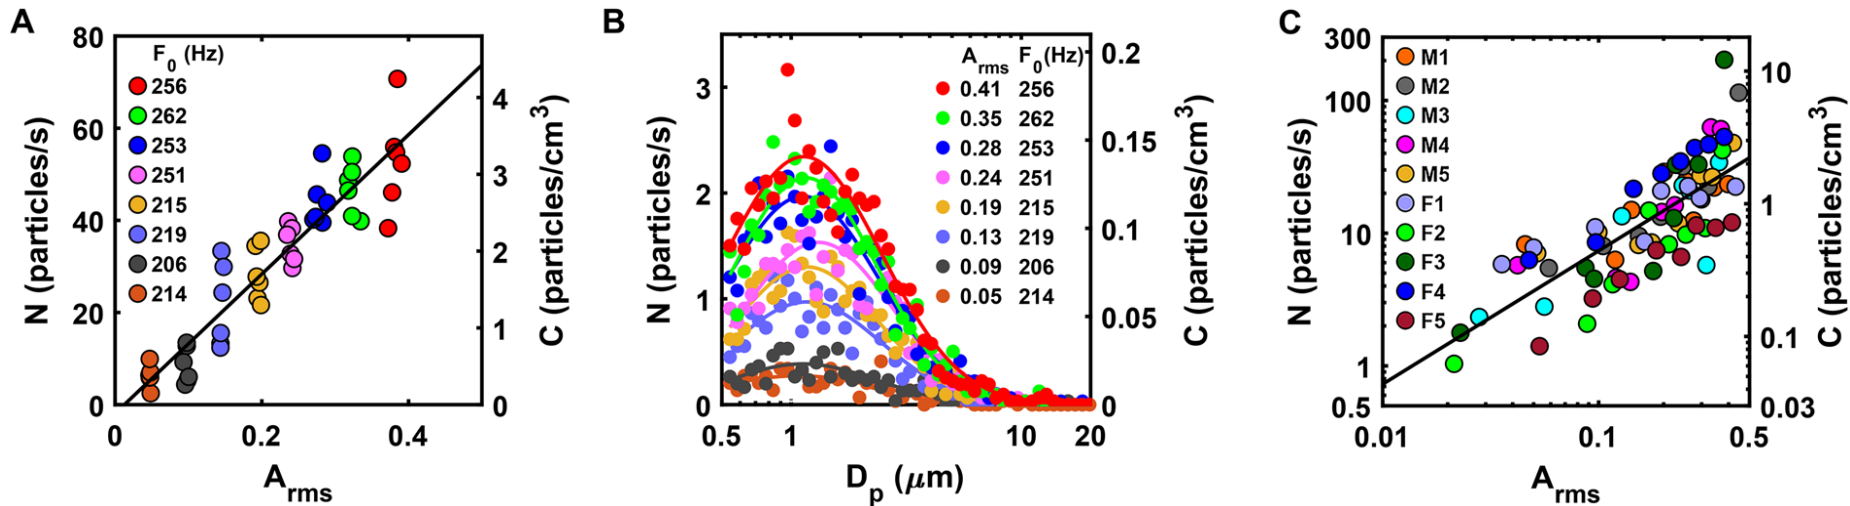 A
N (particles/s)
80
60
40
20
0
F0 (Hz)
256
262
253
251
215
219
206
214
4
3
2
1
0
C (particles/cm3)
0
0.2
0.4
Arms
B
N (particles/s)
3
2
1
0
Arms F0(Hz)
0.41 256
0.35 262
0.28 253
0.24 251
0.19 215
0.13 219
0.09 206
0.05 214
0.2
0.15
0.1
0.05
0
C (particles/cm3)
0.5
1
10
20
Dp (μm)
C
N (particles/s)
300
100
10
1
0.5
M1
M2
M3
M4
M5
F1
F2
F3
F4
F5
10
1
0.1
0.03
C (particles/cm3)
0.01
0.1
0.5
Arms